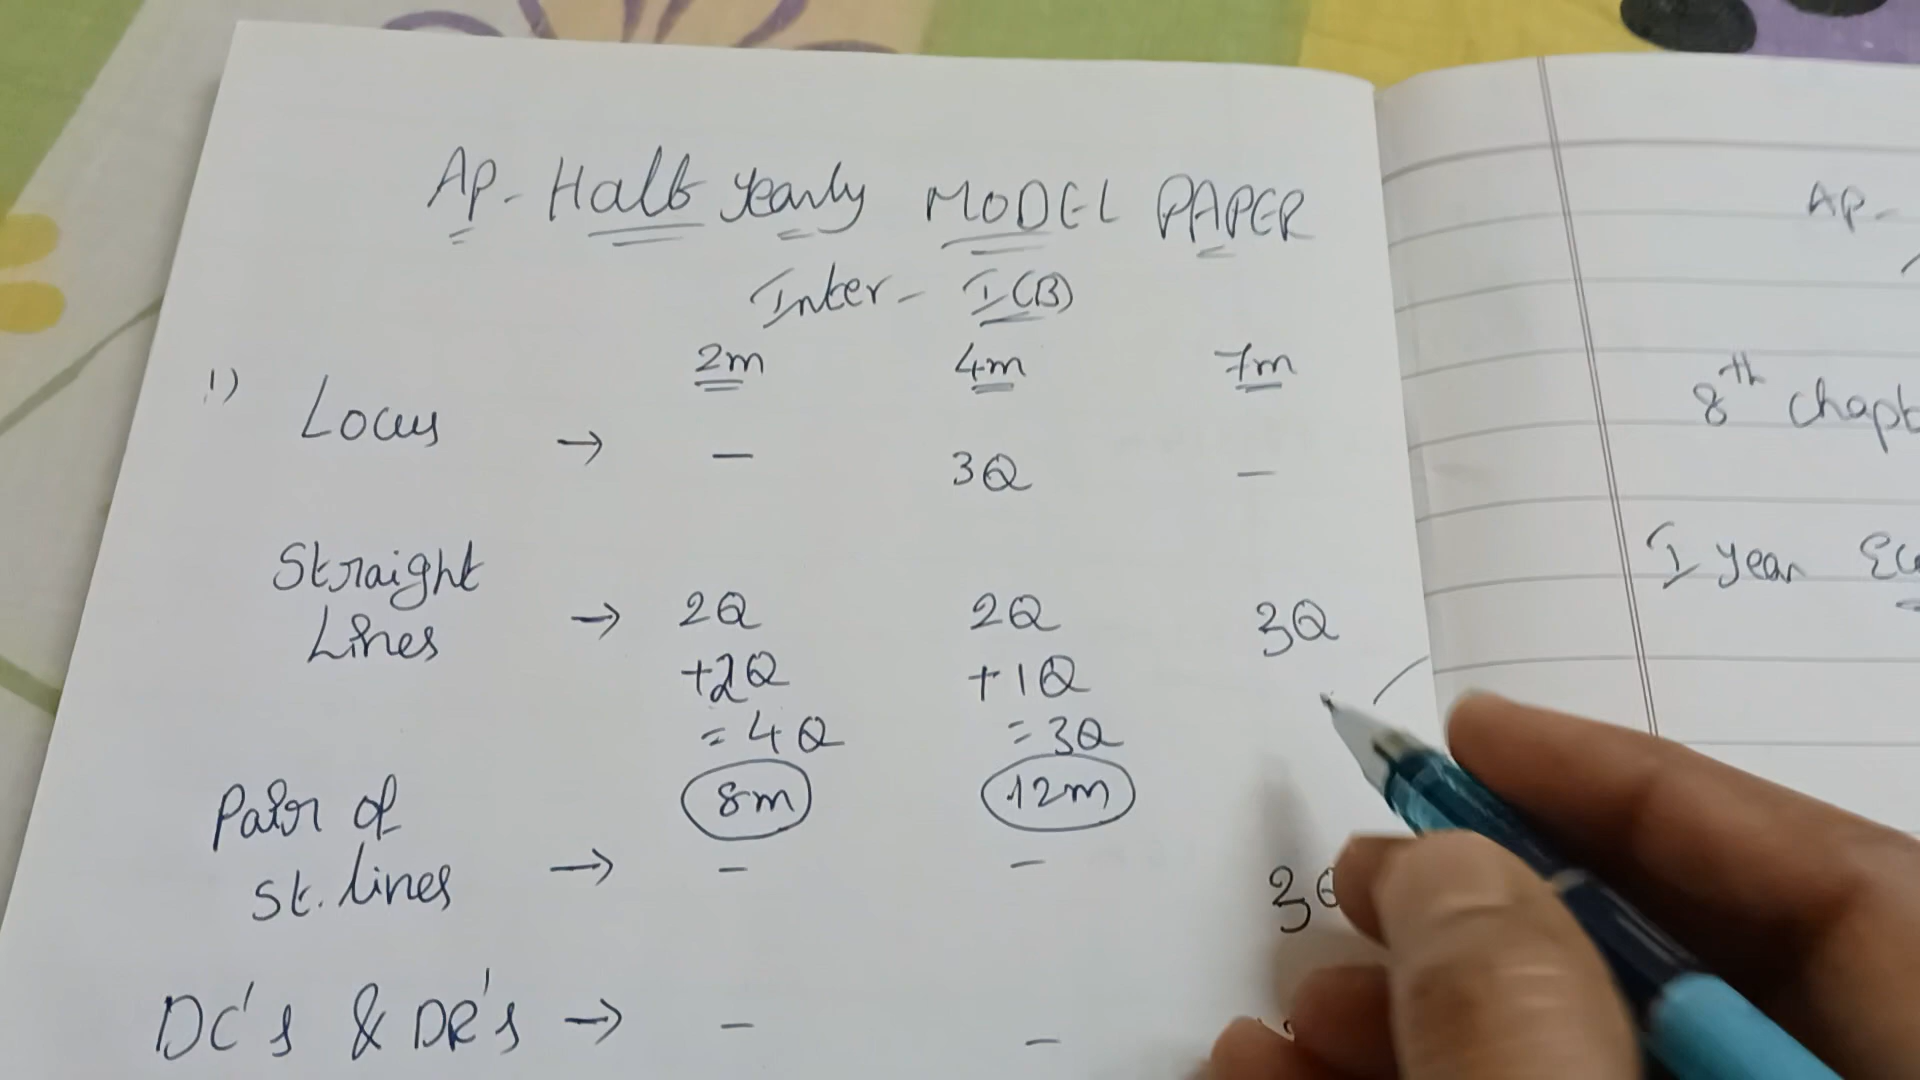 AP- Half yearly MODEL PAPER
Inter - I(B)
2m 4m 7m
1) Locus → - 3Q -
Straight
Lines → 2Q 2Q 3Q
+2Q +1Q
= 4Q = 3Q
8m 12m
Pair of
St. lines → - - 3Q
DC's & DR's → - -
AP-
8th chapt
I year